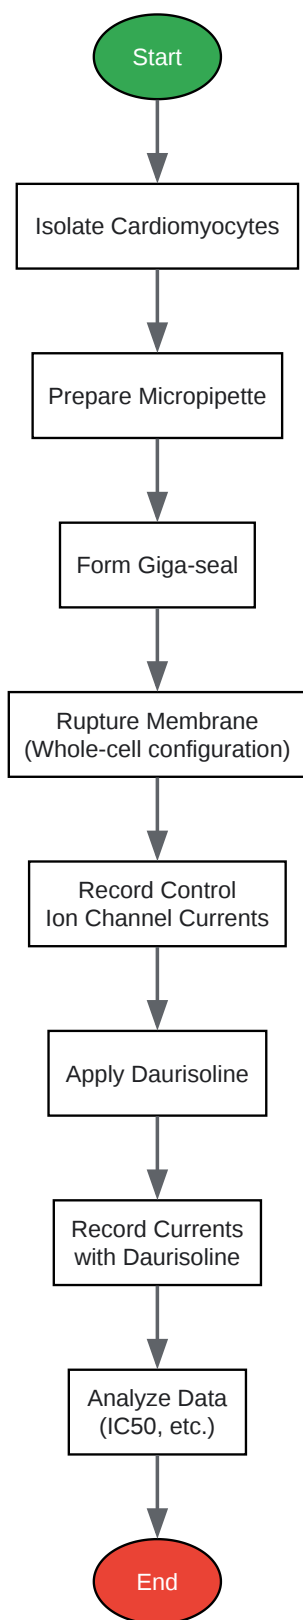 Start
Isolate Cardiomyocytes
Prepare Micropipette
Form Giga-seal
Rupture Membrane
(Whole-cell configuration)
Record Control
Ion Channel Currents
Apply Daurisoline
Record Currents
with Daurisoline
Analyze Data
(IC50, etc.)
End